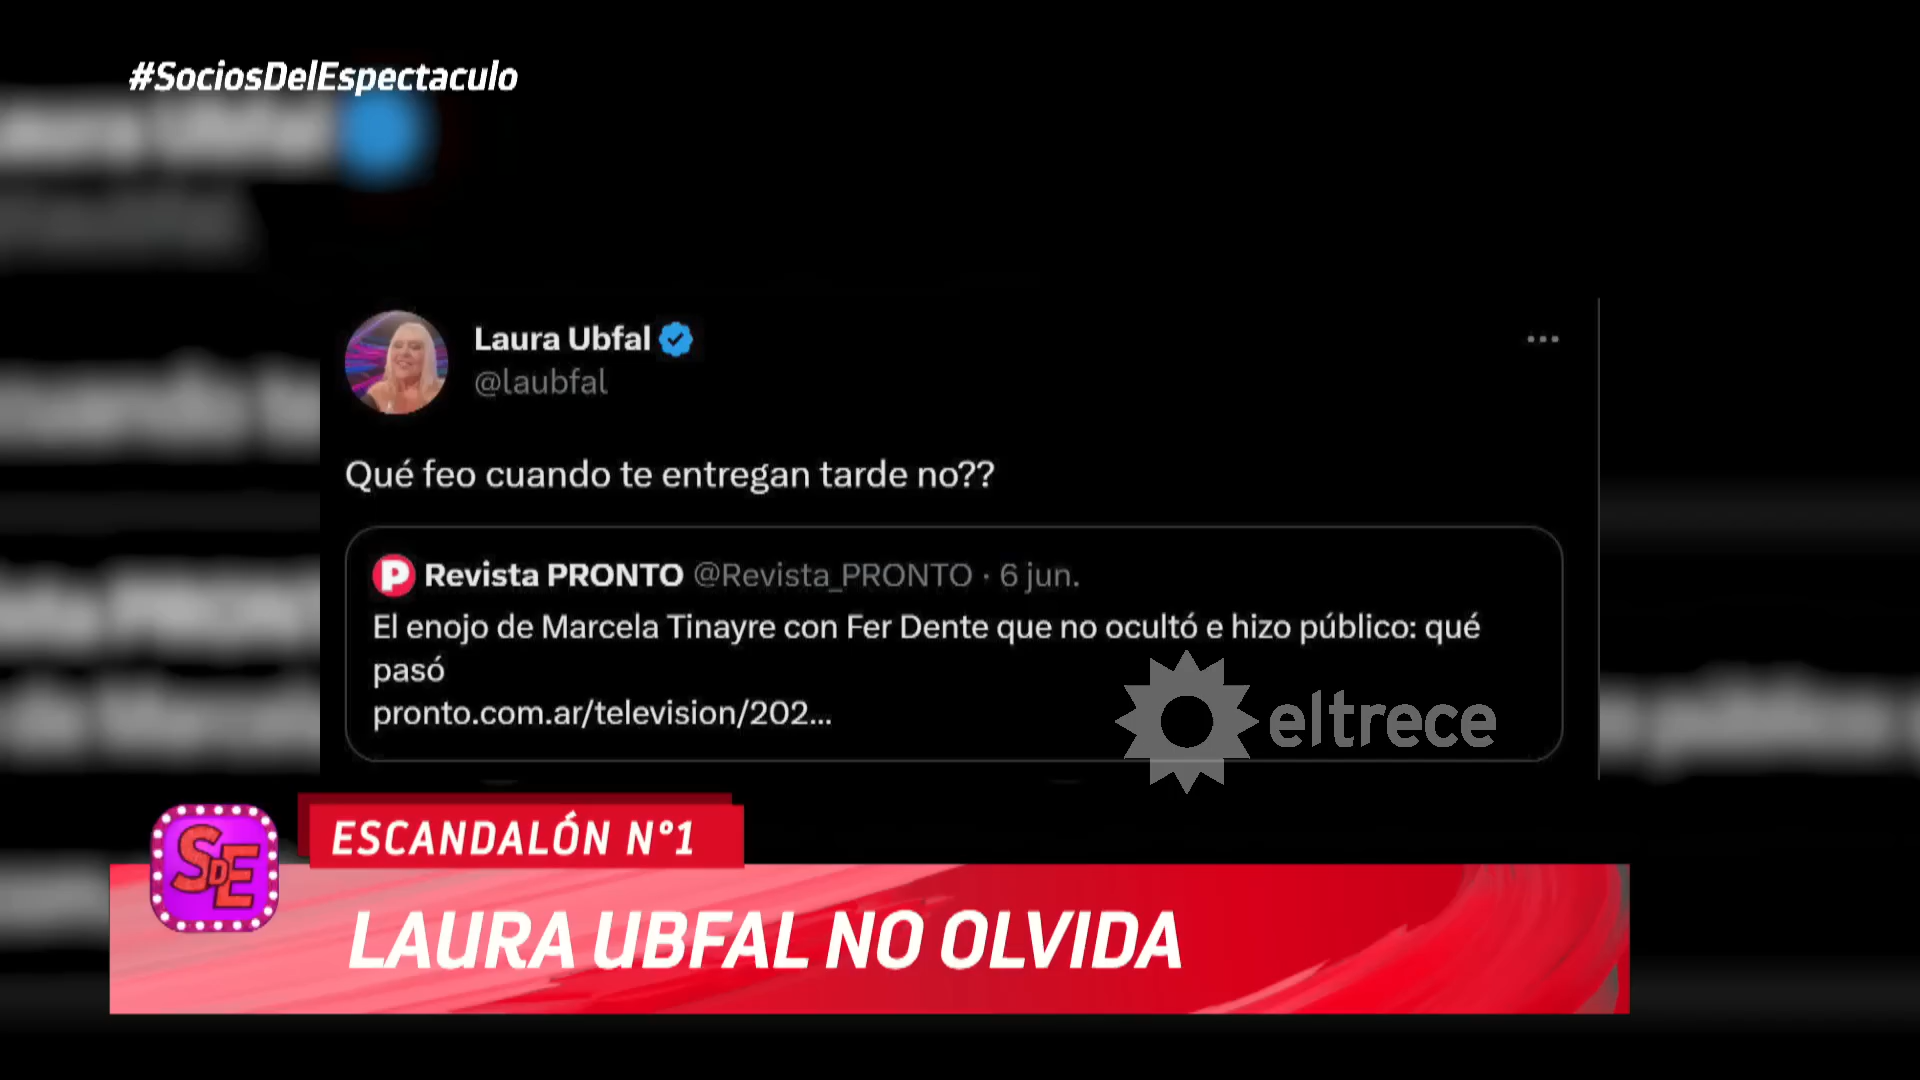 #SociosDelEspectaculo
Laura Ubfal
@laubfal
Qué feo cuando te entregan tarde no??
Revista PRONTO @Revista_PRONTO · 6 jun.
El enojo de Marcela Tinayre con Fer Dente que no ocultó e hizo público: qué
pasó
pronto.com.ar/television/202...
eltrece
ESCANDALÓN Nº1
SDE
LAURA UBFAL NO OLVIDA